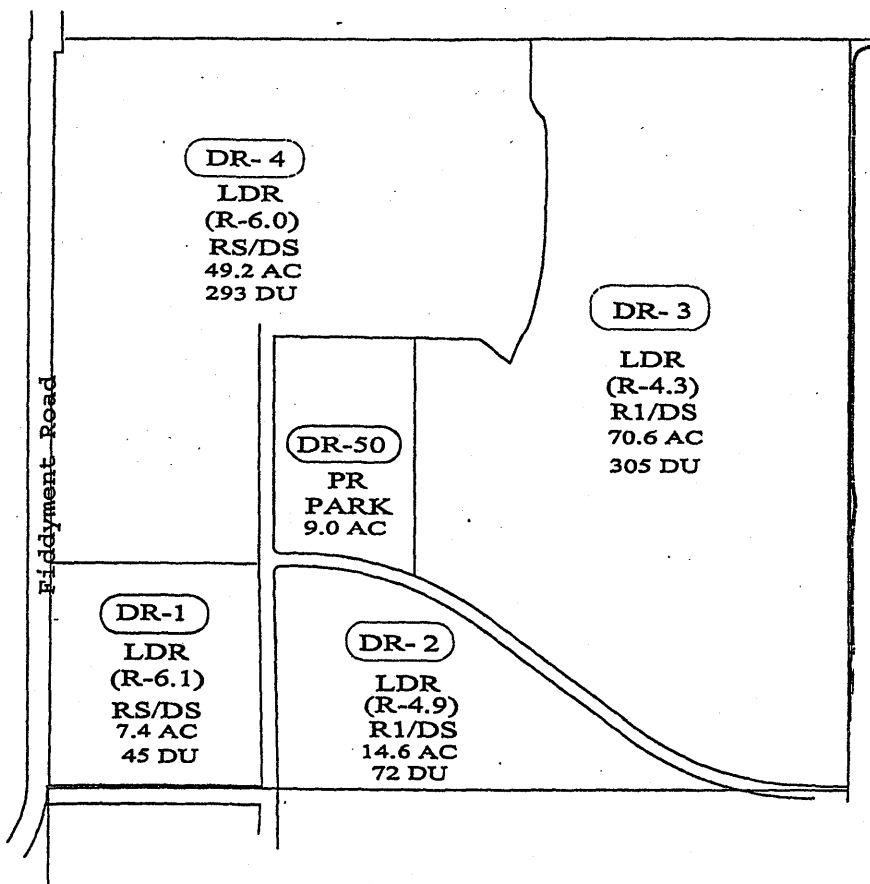 DR- 4
LDR
(R-6.0)
RS/DS
49.2 AC
293 DU
DR- 3
LDR
(R-4.3)
R1/DS
70.6 AC
305 DU
Fiddyment Road
DR-50
PR
PARK
9.0 AC
DR-1
LDR
(R-6.1)
RS/DS
7.4 AC
45 DU
DR- 2
LDR
(R-4.9)
R1/DS
14.6 AC
72 DU